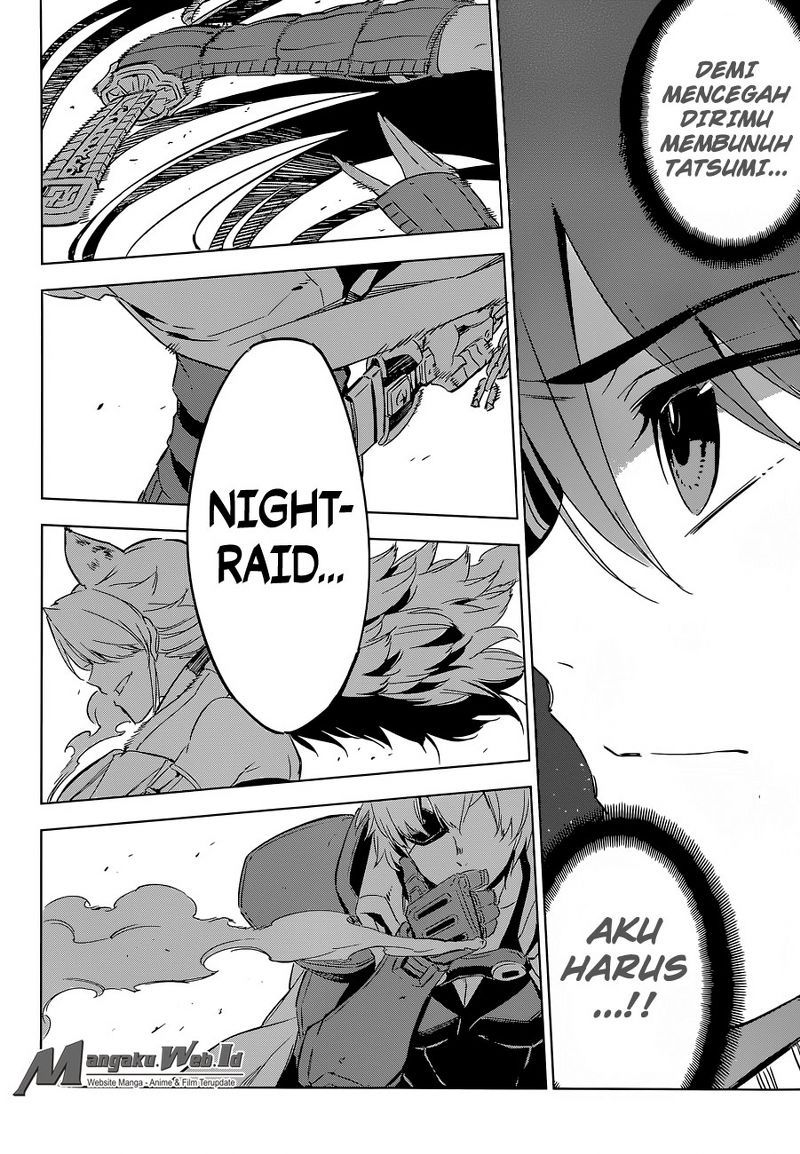 DEMI
MENCEGAH
DIRIMU
MEMBUNUH
TATSUMI...
AKU
HARUS
...!!
NIGHT-
RAID...
Mangaku.Web.Id
Website Manga - Anime & Film Terupdate